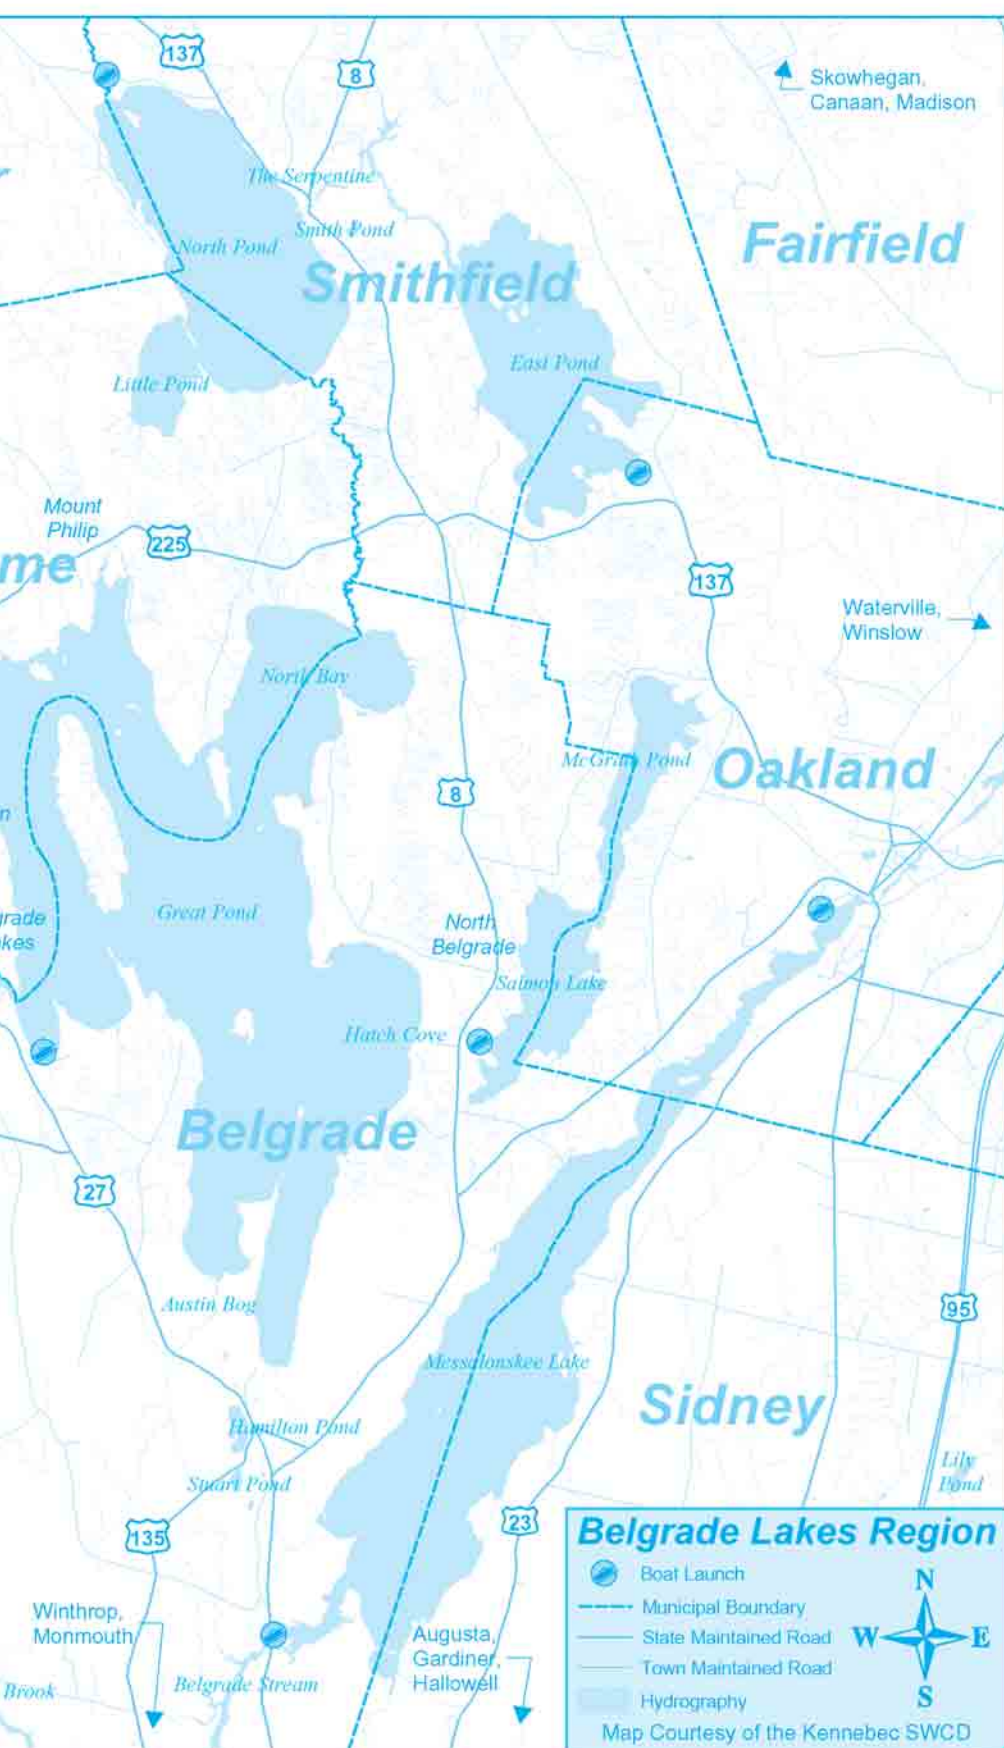 137
8
Skowhegan,
Canaan, Madison
The Serpentine
Smith Pond
North Pond
Fairfield
Smithfield
East Pond
Little Pond
Mount
Philip
225
me
137
Waterville,
Winslow
North Bay
McGrath Pond
Oakland
8
n
Great Pond
grade
kes
North
Belgrade
Salmon Lake
Hatch Cove
Belgrade
27
Austin Bog
95
Messalonskee Lake
Sidney
Hamilton Pond
Stuart Pond
Lily
Pond
135
23
Winthrop,
Monmouth
Augusta,
Gardiner,
Hallowell
Brook
Belgrade Stream
Belgrade Lakes Region
Boat Launch
Municipal Boundary
State Maintained Road
Town Maintained Road
Hydrography
N
W
E
S
Map Courtesy of the Kennebec SWCD